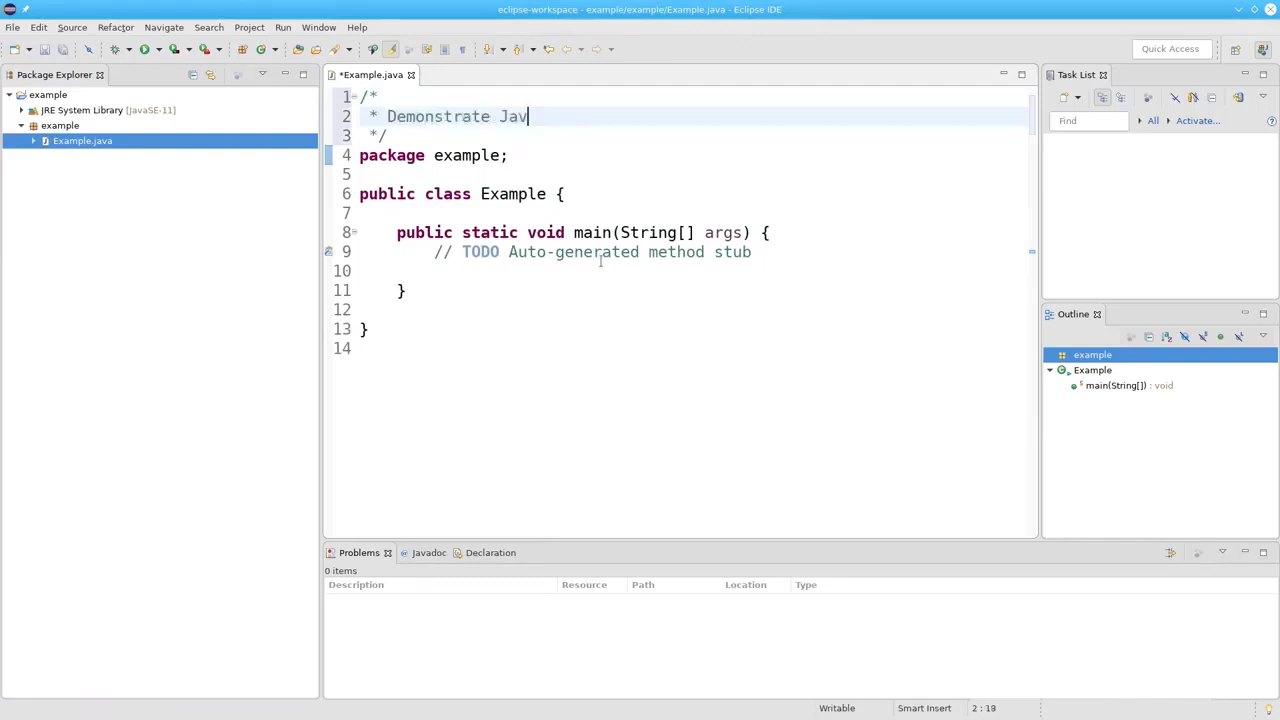 eclipse-workspace - example/example/Example.java - Eclipse IDE
File Edit Source Refactor Navigate Search Project Run Window Help
Quick Access
Package Explorer
example
JRE System Library [JavaSE-11]
example
Example.java
*Example.java
1 /*
2  * Demonstrate Jav
3  */
4 package example;
5
6 public class Example {
7
8     public static void main(String[] args) {
9         // TODO Auto-generated method stub
10
11     }
12
13 }
14
Task List
Find All Activate...
Outline
example
Example
main(String[]) : void
Problems Javadoc Declaration
0 items
Description Resource Path Location Type
Writable Smart Insert 2 : 18